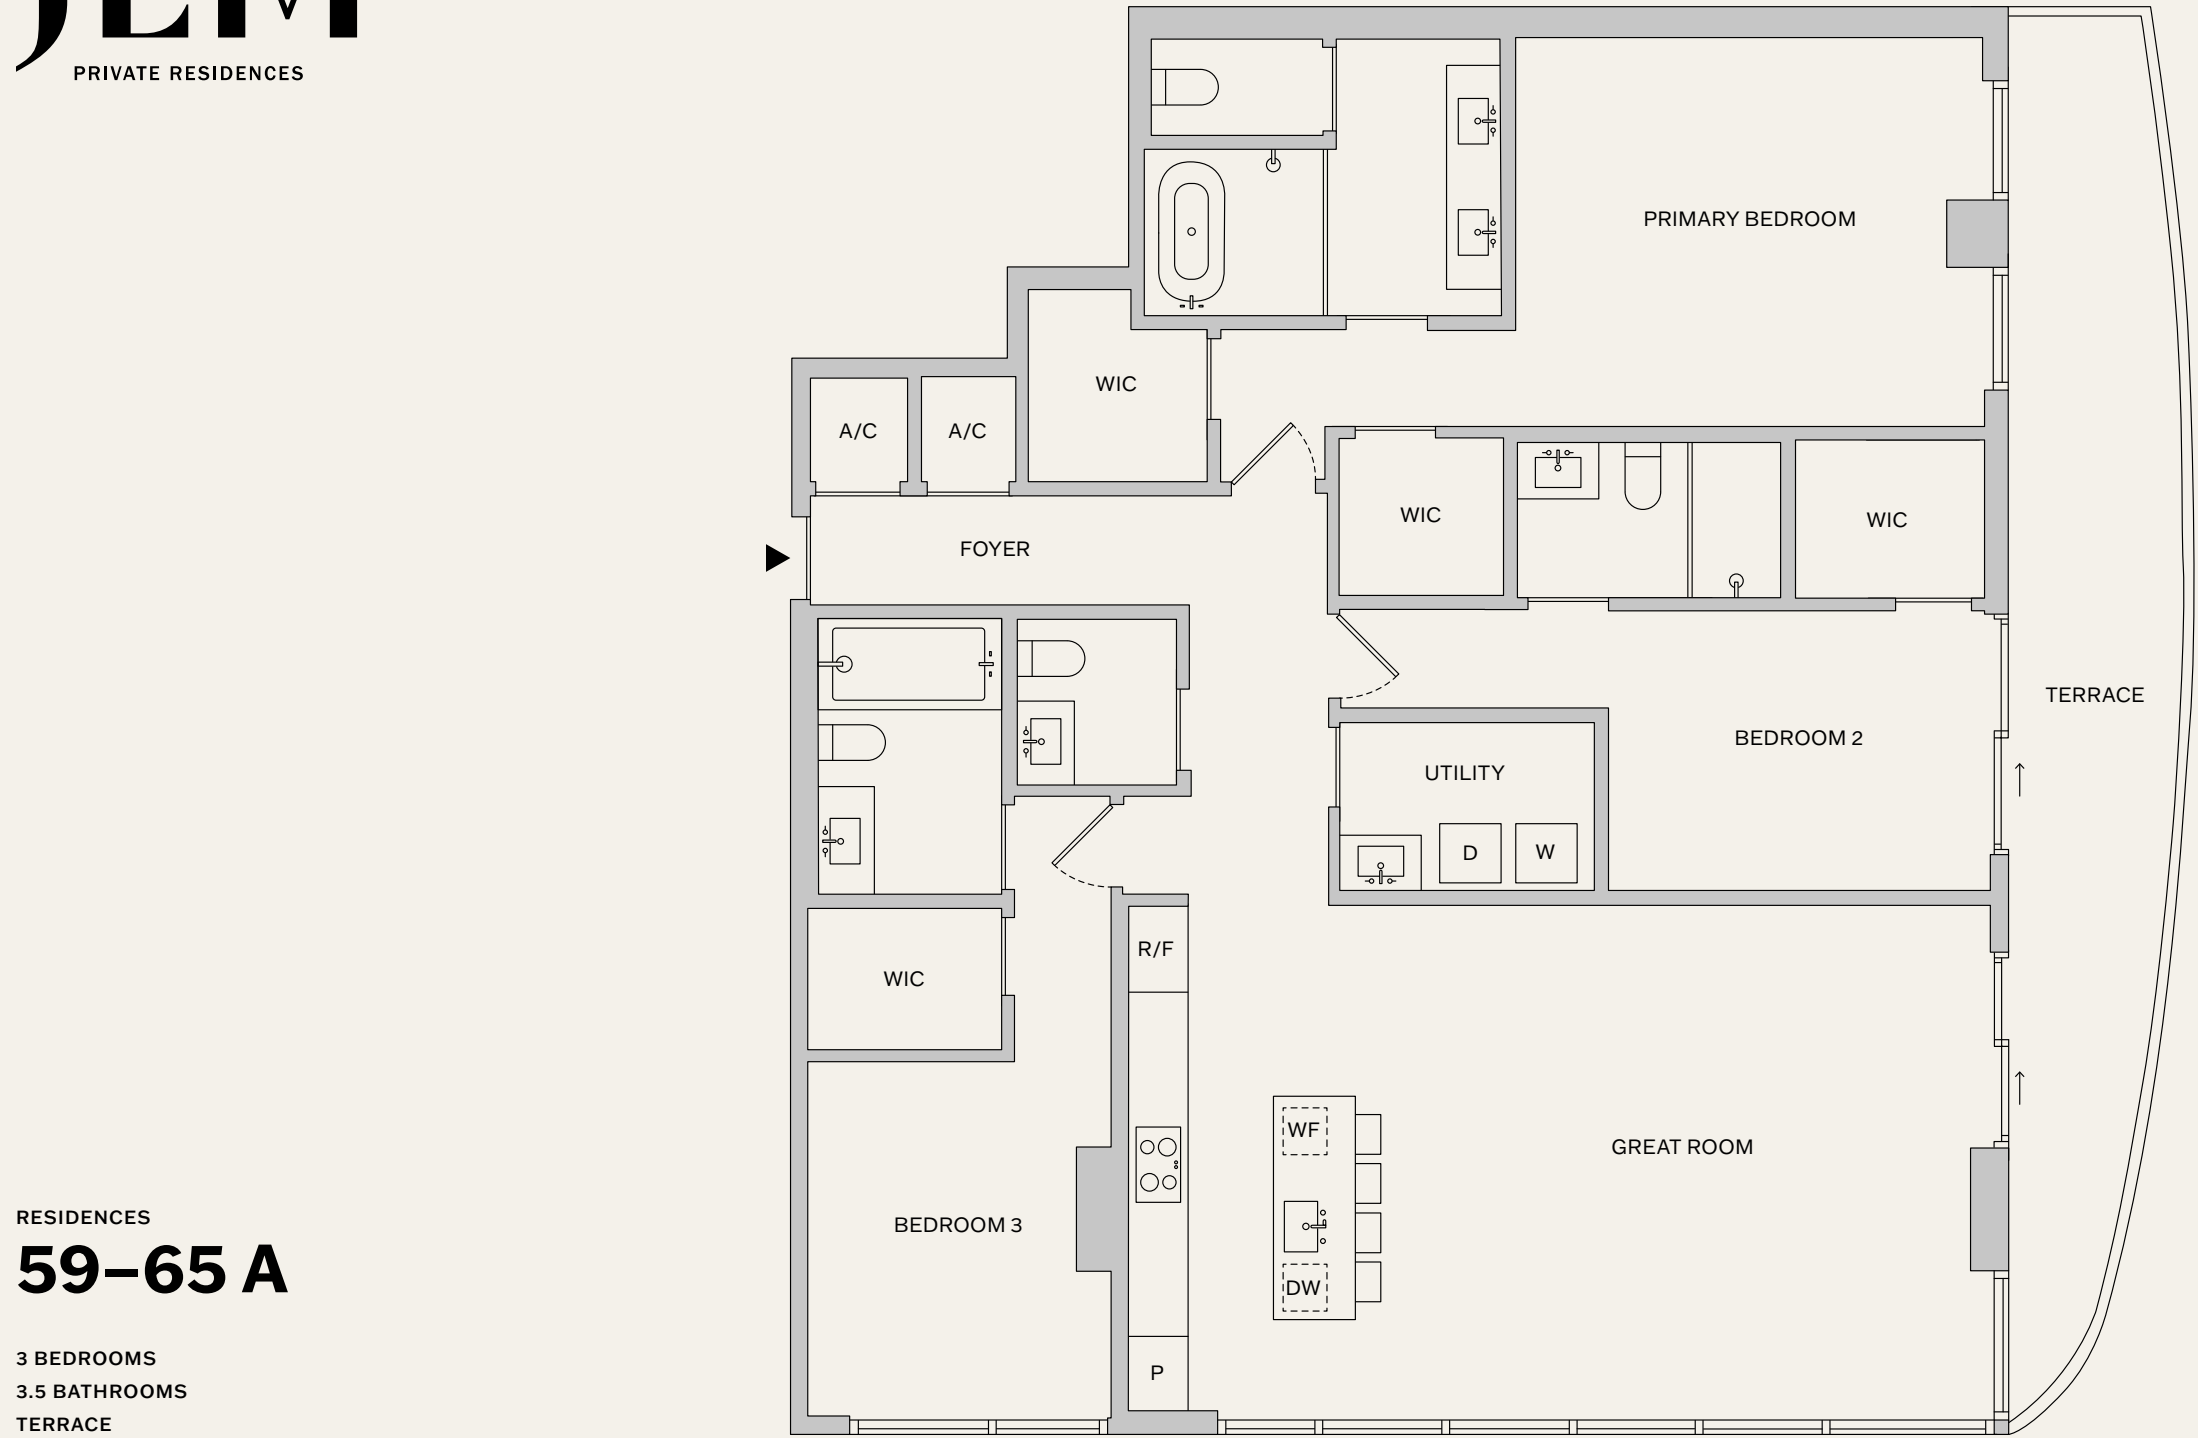 JEM
PRIVATE RESIDENCES
PRIMARY BEDROOM
WIC
A/C
A/C
WIC
WIC
FOYER
TERRACE
BEDROOM 2
UTILITY
D
W
R/F
WIC
WF
GREAT ROOM
BEDROOM 3
DW
P
RESIDENCES
59–65 A
3 BEDROOMS
3.5 BATHROOMS
TERRACE